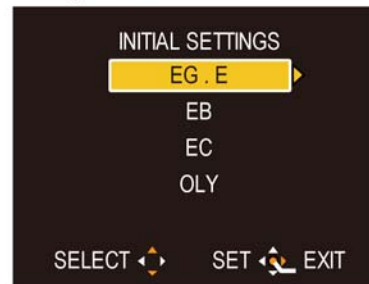 INITIAL SETTINGS
EG . E
EB
EC
OLY
SELECT SET EXIT